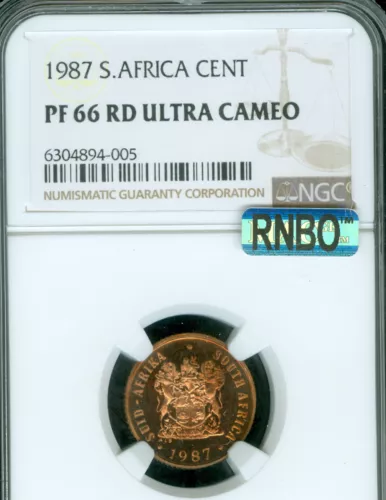 1987 S.AFRICA CENT
PF 66 RD ULTRA CAMEO
6304894-005
NUMISMATIC GUARANTY CORPORATION
NGC
RNBO™
SUID-AFRIKA · SOUTH AFRICA
· 1987 ·